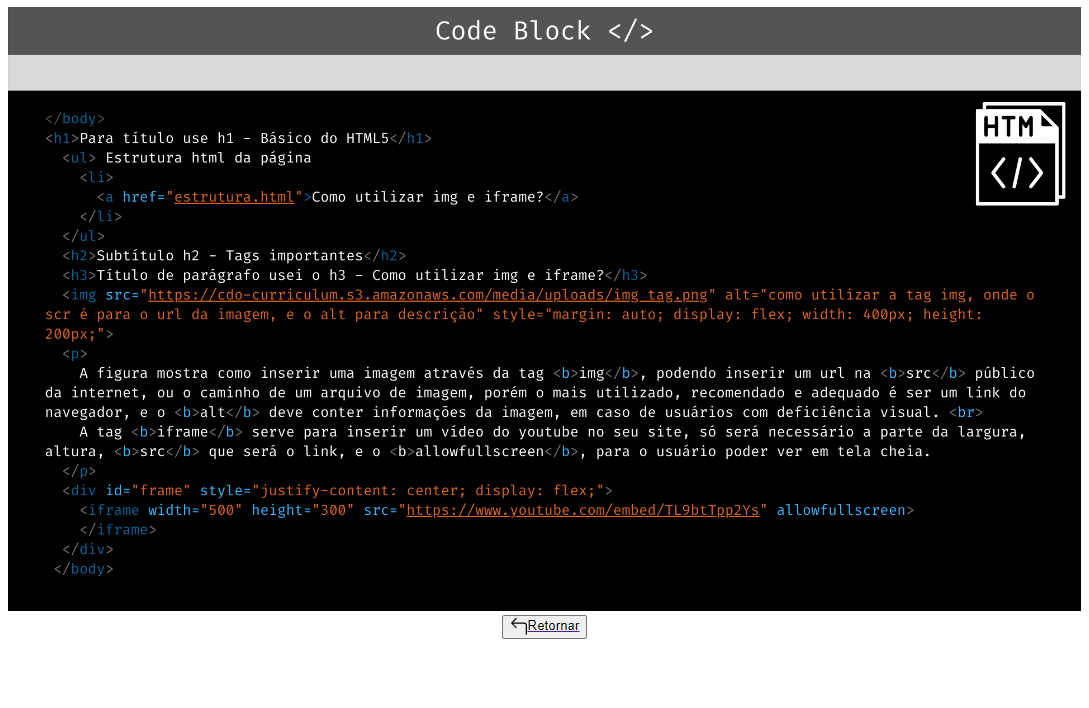 Code Block </>
HTM
</body>
<h1>Para título use h1 - Básico do HTML5</h1>
  <ul> Estrutura html da página
    <li>
      <a href="estrutura.html">Como utilizar img e iframe?</a>
    </li>
  </ul>
  <h2>Subtítulo h2 - Tags importantes</h2>
  <h3>Título de parágrafo usei o h3 - Como utilizar img e iframe?</h3>
  <img src="https://cdo-curriculum.s3.amazonaws.com/media/uploads/img_tag.png" alt="como utilizar a tag img, onde o
scr é para o url da imagem, e o alt para descrição" style="margin: auto; display: flex; width: 400px; height:
200px;">
  <p>
    A figura mostra como inserir uma imagem através da tag <b>img</b>, podendo inserir um url na <b>src</b> público
da internet, ou o caminho de um arquivo de imagem, porém o mais utilizado, recomendado e adequado é ser um link do
navegador, e o <b>alt</b> deve conter informações da imagem, em caso de usuários com deficiência visual. <br>
    A tag <b>iframe</b> serve para inserir um vídeo do youtube no seu site, só será necessário a parte da largura,
altura, <b>src</b> que será o link, e o <b>allowfullscreen</b>, para o usuário poder ver em tela cheia.
  </p>
  <div id="frame" style="justify-content: center; display: flex;">
    <iframe width="500" height="300" src="https://www.youtube.com/embed/TL9btTpp2Ys" allowfullscreen>
    </iframe>
  </div>
 </body>
Retornar